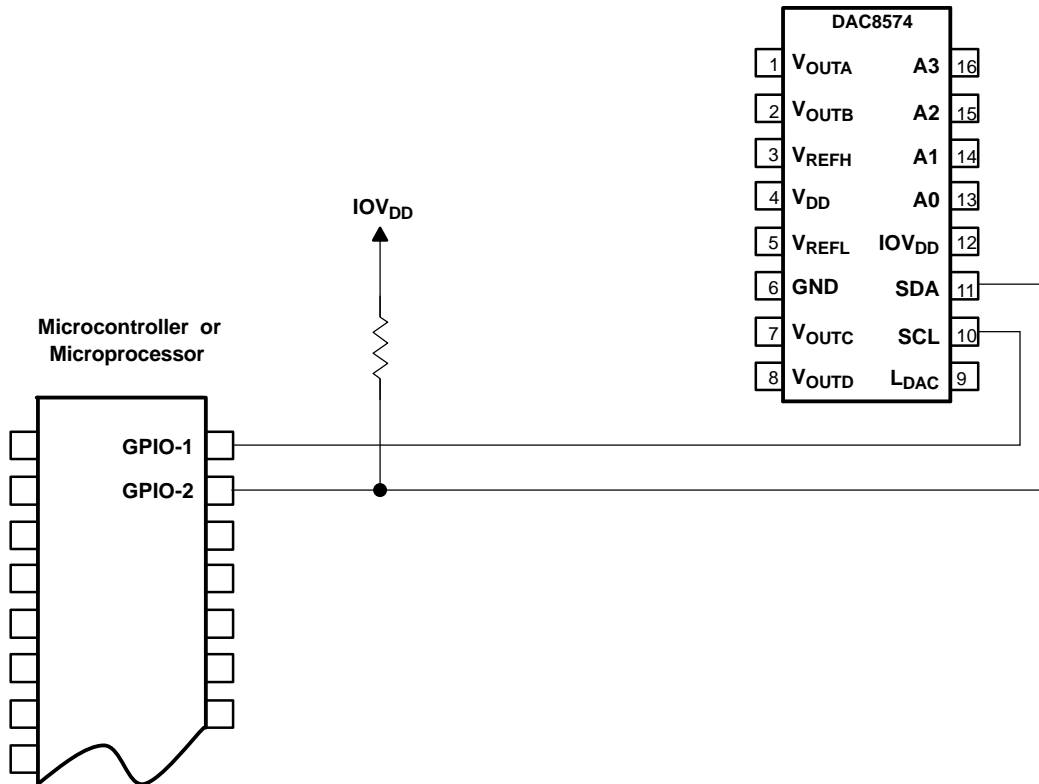 DAC8574
1 VOUTA A3 16
2 VOUTB A2 15
3 VREFH A1 14
4 VDD A0 13
5 VREFL IOVDD 12
6 GND SDA 11
7 VOUTC SCL 10
8 VOUTD LDAC 9
IOVDD
Microcontroller or
Microprocessor
GPIO-1
GPIO-2